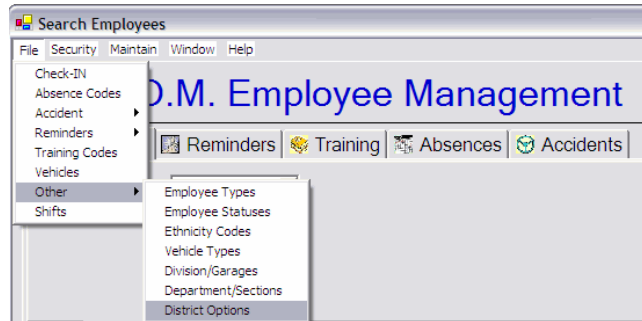 Search Employees
File Security Maintain Window Help
Check-IN
Absence Codes
Accident
Reminders
Training Codes
Vehicles
Other
Shifts
.M. Employee Management
Reminders Training Absences Accidents
Employee Types
Employee Statuses
Ethnicity Codes
Vehicle Types
Division/Garages
Department/Sections
District Options